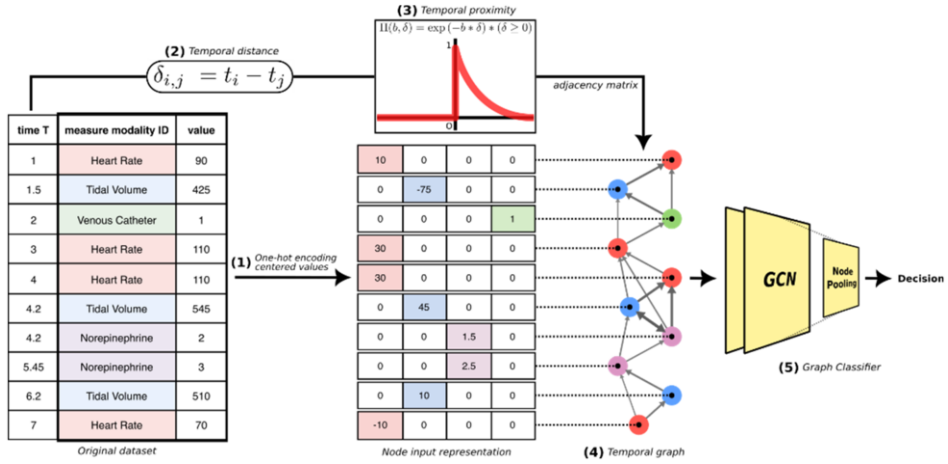 (3) Temporal proximity
Π(b, δ) = exp (−b ∗ δ) ∗ (δ ≥ 0)
1
0
(2) Temporal distance
δi,j = ti − tj
adjacency matrix
time T measure modality ID value
1 Heart Rate 90
1.5 Tidal Volume 425
2 Venous Catheter 1
3 Heart Rate 110
4 Heart Rate 110
4.2 Tidal Volume 545
4.2 Norepinephrine 2
5.45 Norepinephrine 3
6.2 Tidal Volume 510
7 Heart Rate 70
Original dataset
(1) One-hot encoding
centered values
10 0 0 0
0 -75 0 0
0 0 0 1
30 0 0 0
30 0 0 0
0 45 0 0
0 0 1.5 0
0 0 2.5 0
0 10 0 0
-10 0 0 0
Node input representation
(4) Temporal graph
GCN
Node
Pooling
Decision
(5) Graph Classifier